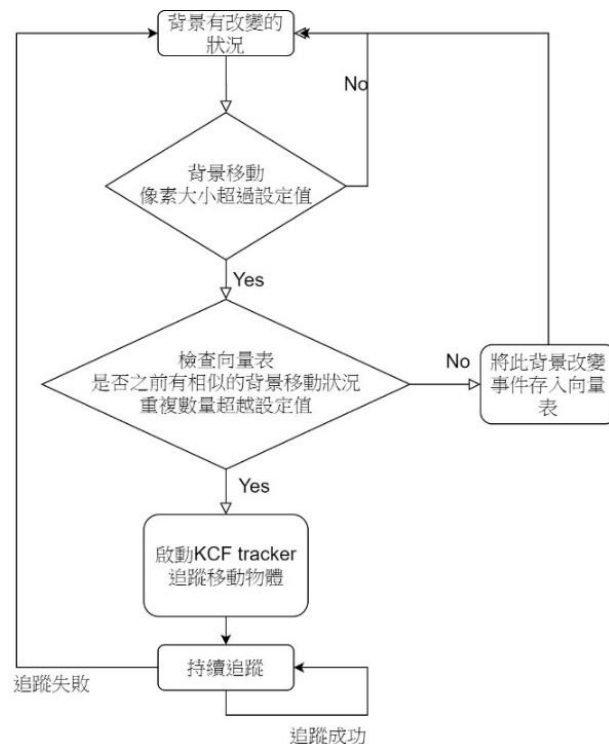 背景有改變的
狀況
No
背景移動
像素大小超過設定值
Yes
檢查向量表
是否之前有相似的背景移動狀況
重複數量超越設定值
No
將此背景改變
事件存入向量
表
Yes
啟動KCF tracker
追蹤移動物體
持續追蹤
追蹤失敗
追蹤成功